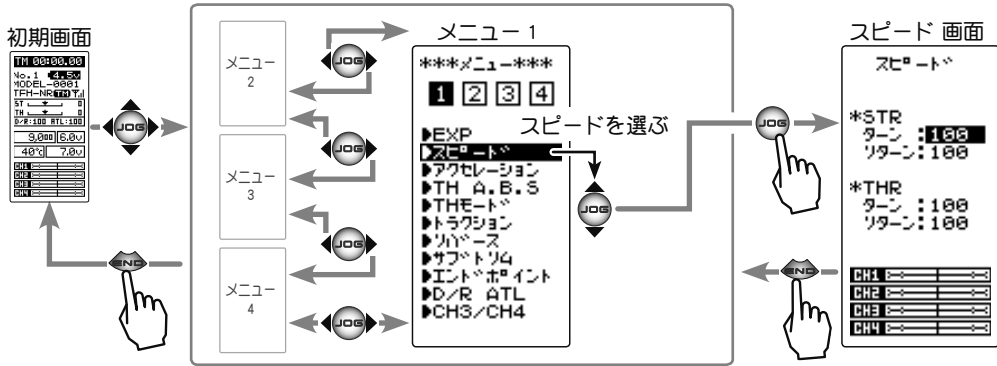 初期画面
TM 00:00.00
No.1 4.5v
MODEL-0001
TFH-NR TM
ST 0
TH 0
D/R:100 ATL:100
9,000 6.0v
40℃ 7.0v
CH1
CH2
CH3
CH4
JOG
END
メニュー
2
メニュー
3
メニュー
4
JOG
JOG
JOG
JOG
メニュー 1
***メニュー***
1 2 3 4
▶EXP
▶スピード
▶アクセレーション
▶TH A.B.S
▶THモード
▶トラクション
▶リバース
▶サブトリム
▶エンドポイント
▶D/R ATL
▶CH3/CH4
スピードを選ぶ
JOG
JOG
END
スピード 画面
スピード
*STR
ターン :100
リターン:100
*THR
ターン :100
リターン:100
CH1
CH2
CH3
CH4